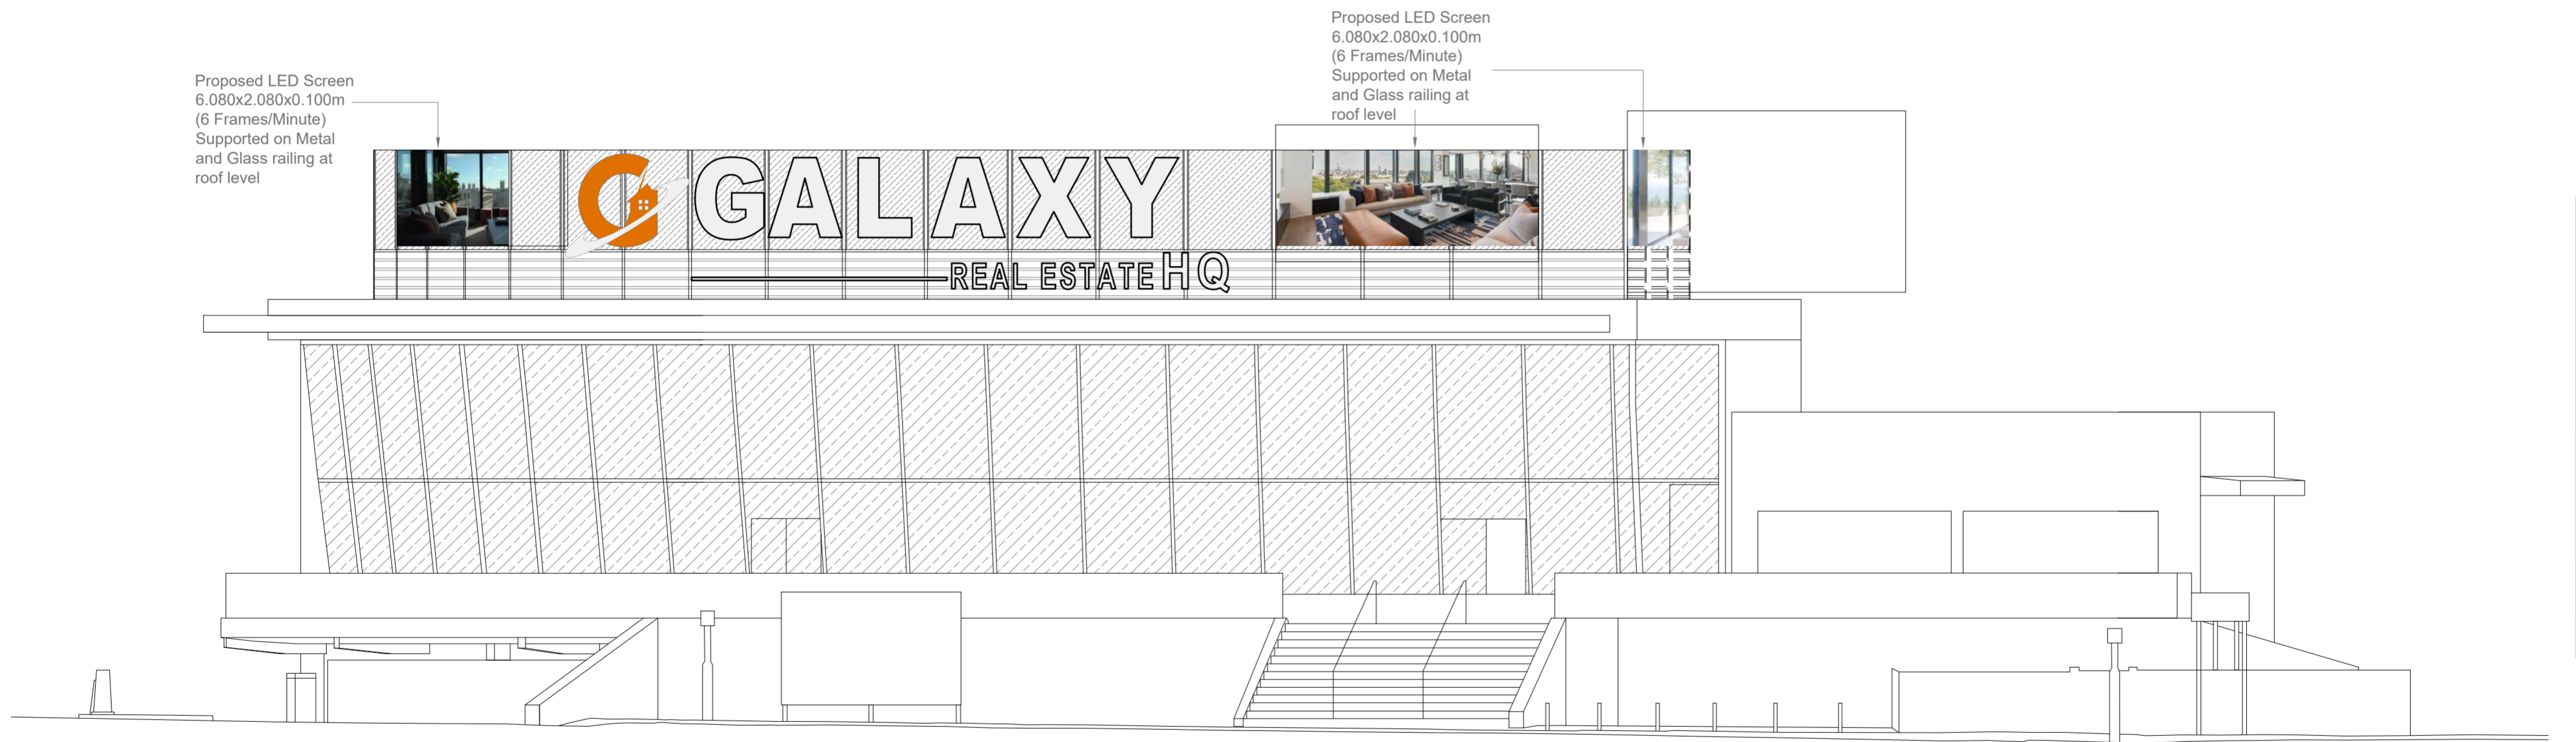 Proposed LED Screen
6.080x2.080x0.100m
(6 Frames/Minute)
Supported on Metal
and Glass railing at
roof level
Proposed LED Screen
6.080x2.080x0.100m
(6 Frames/Minute)
Supported on Metal
and Glass railing at
roof level
GALAXY
REAL ESTATE HQ